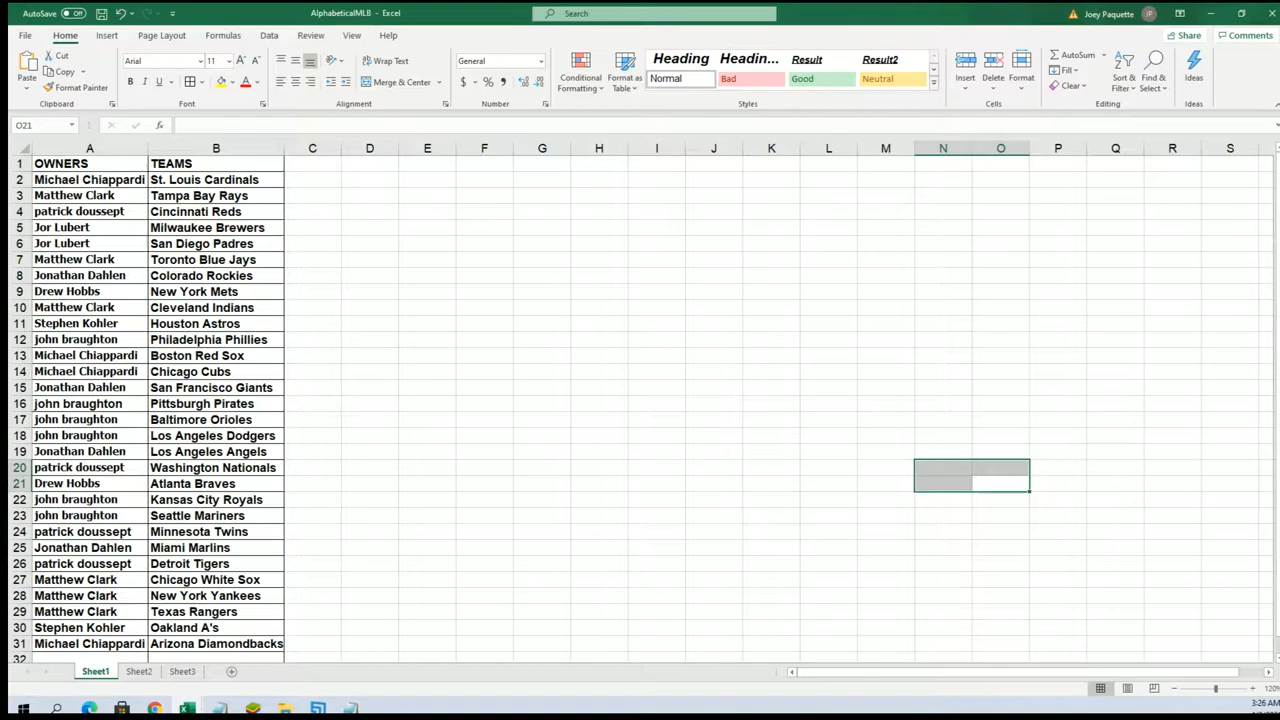 AutoSave Off AlphabeticalMLB - Excel Search Joey Paquette JP
File Home Insert Page Layout Formulas Data Review View Help Share Comments
Paste Cut Copy Format Painter Clipboard
Arial 11 A A B I U A Font
Wrap Text Merge & Center Alignment
General $ % , Number
Conditional Formatting Format as Table
Heading Headin... Result Result2
Normal Bad Good Neutral
Styles
Insert Delete Format Cells
AutoSum Fill Clear Sort & Filter Find & Select Editing
Ideas Ideas
O21 fx
A B C D E F G H I J K L M N O P Q R S
1 OWNERS TEAMS
2 Michael Chiappardi St. Louis Cardinals
3 Matthew Clark Tampa Bay Rays
4 patrick doussept Cincinnati Reds
5 Jor Lubert Milwaukee Brewers
6 Jor Lubert San Diego Padres
7 Matthew Clark Toronto Blue Jays
8 Jonathan Dahlen Colorado Rockies
9 Drew Hobbs New York Mets
10 Matthew Clark Cleveland Indians
11 Stephen Kohler Houston Astros
12 john braughton Philadelphia Phillies
13 Michael Chiappardi Boston Red Sox
14 Michael Chiappardi Chicago Cubs
15 Jonathan Dahlen San Francisco Giants
16 john braughton Pittsburgh Pirates
17 john braughton Baltimore Orioles
18 john braughton Los Angeles Dodgers
19 Jonathan Dahlen Los Angeles Angels
20 patrick doussept Washington Nationals
21 Drew Hobbs Atlanta Braves
22 john braughton Kansas City Royals
23 john braughton Seattle Mariners
24 patrick doussept Minnesota Twins
25 Jonathan Dahlen Miami Marlins
26 patrick doussept Detroit Tigers
27 Matthew Clark Chicago White Sox
28 Matthew Clark New York Yankees
29 Matthew Clark Texas Rangers
30 Stephen Kohler Oakland A's
31 Michael Chiappardi Arizona Diamondbacks
32
Sheet1 Sheet2 Sheet3
120%
3:26 AM